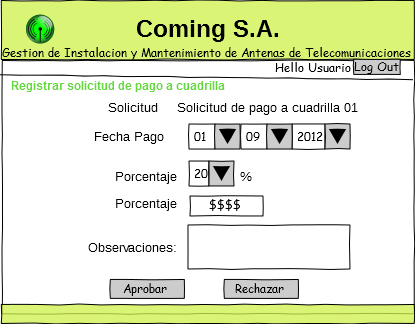 Coming S.A.
Gestion de Instalacion y Mantenimiento de Antenas de Telecomunicaciones
Hello Usuario Log Out
Registrar solicitud de pago a cuadrilla
Solicitud Solicitud de pago a cuadrilla 01
Fecha Pago 01 09 2012
Porcentaje 20 %
Porcentaje $$$$
Observaciones:
Aprobar Rechazar